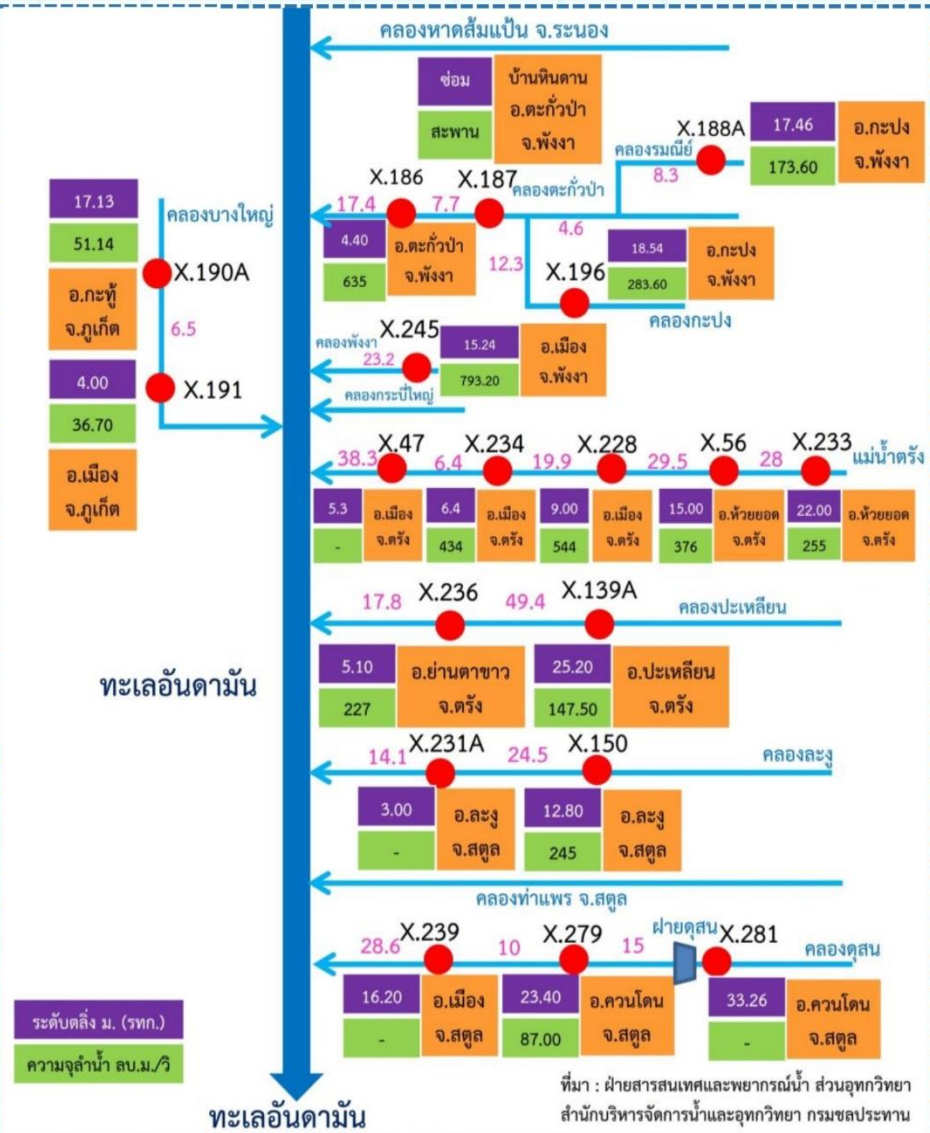 คลองหาดส้มแป้น จ.ระนอง
ซ่อม
สะพาน
บ้านหินดาน
อ.ตะกั่วป่า
จ.พังงา
X.188A
คลองรมณีย์
8.3
17.46
173.60
อ.กะปง
จ.พังงา
X.186
X.187
คลองตะกั่วป่า
17.4
7.7
4.6
4.40
635
อ.ตะกั่วป่า
จ.พังงา
12.3
X.196
18.54
283.60
อ.กะปง
จ.พังงา
คลองกะปง
17.13
51.14
อ.กะทู้
จ.ภูเก็ต
คลองบางใหญ่
X.190A
6.5
X.191
4.00
36.70
อ.เมือง
จ.ภูเก็ต
คลองพังงา
X.245
23.2
15.24
793.20
อ.เมือง
จ.พังงา
คลองกระบี่ใหญ่
X.47
X.234
X.228
X.56
X.233
แม่น้ำตรัง
38.3
6.4
19.9
29.5
28
5.3
-
อ.เมือง
จ.ตรัง
6.4
434
อ.เมือง
จ.ตรัง
9.00
544
อ.เมือง
จ.ตรัง
15.00
376
อ.ห้วยยอด
จ.ตรัง
22.00
255
อ.ห้วยยอด
จ.ตรัง
17.8
X.236
49.4
X.139A
คลองปะเหลียน
5.10
227
อ.ย่านตาขาว
จ.ตรัง
25.20
147.50
อ.ปะเหลียน
จ.ตรัง
ทะเลอันดามัน
14.1
X.231A
24.5
X.150
คลองละงู
3.00
-
อ.ละงู
จ.สตูล
12.80
245
อ.ละงู
จ.สตูล
คลองท่าแพร จ.สตูล
28.6
X.239
10
X.279
15
ฝายดุสน
X.281
คลองดุสน
16.20
-
อ.เมือง
จ.สตูล
23.40
87.00
อ.ควนโดน
จ.สตูล
33.26
-
อ.ควนโดน
จ.สตูล
ระดับตลิ่ง ม. (รทก.)
ความจุลำน้ำ ลบ.ม./วิ
ทะเลอันดามัน
ที่มา : ฝ่ายสารสนเทศและพยากรณ์น้ำ ส่วนอุทกวิทยา
สำนักบริหารจัดการน้ำและอุทกวิทยา กรมชลประทาน